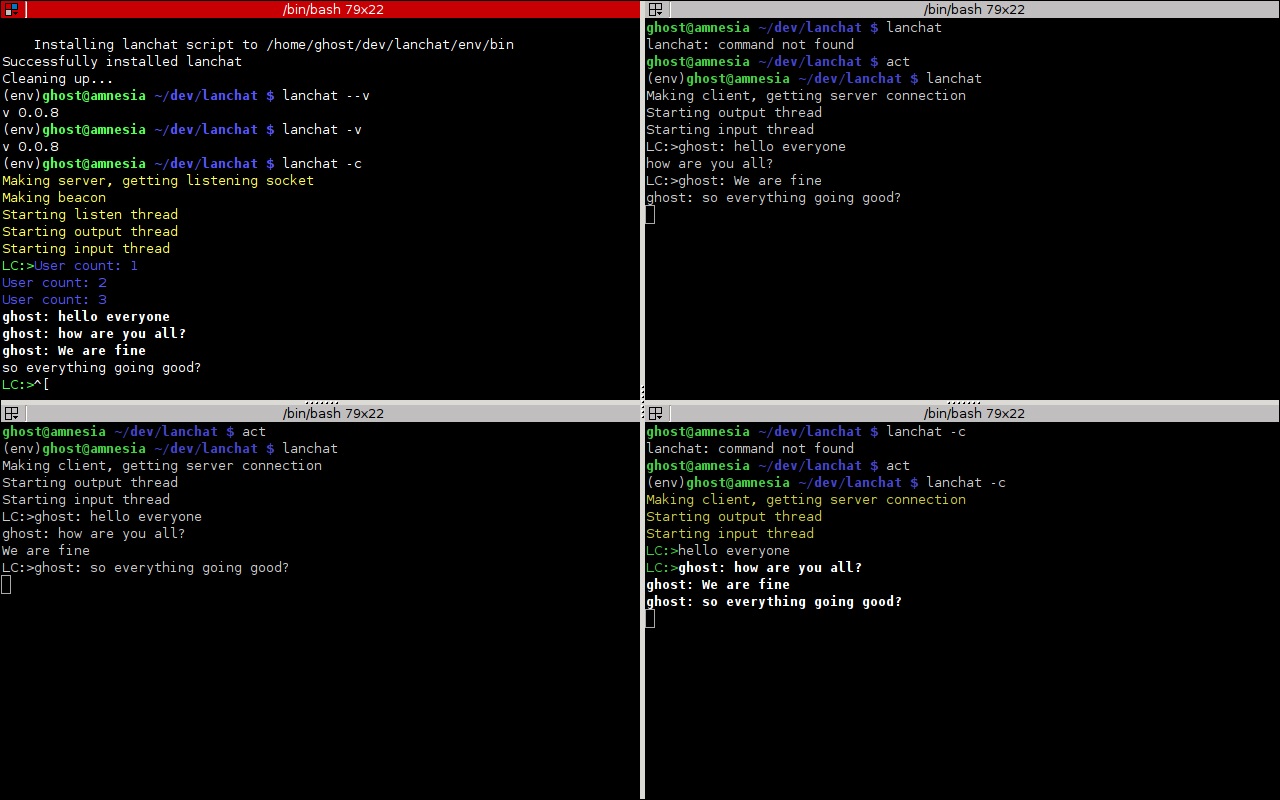 /bin/bash 79x22
    Installing lanchat script to /home/ghost/dev/lanchat/env/bin
Successfully installed lanchat
Cleaning up...
(env)ghost@amnesia ~/dev/lanchat $ lanchat --v
v 0.0.8
(env)ghost@amnesia ~/dev/lanchat $ lanchat -v
v 0.0.8
(env)ghost@amnesia ~/dev/lanchat $ lanchat -c
Making server, getting listening socket
Making beacon
Starting listen thread
Starting output thread
Starting input thread
LC:>User count: 1
User count: 2
User count: 3
ghost: hello everyone
ghost: how are you all?
ghost: We are fine
so everything going good?
LC:>^[
/bin/bash 79x22
ghost@amnesia ~/dev/lanchat $ lanchat
lanchat: command not found
ghost@amnesia ~/dev/lanchat $ act
(env)ghost@amnesia ~/dev/lanchat $ lanchat
Making client, getting server connection
Starting output thread
Starting input thread
LC:>ghost: hello everyone
how are you all?
LC:>ghost: We are fine
ghost: so everything going good?
/bin/bash 79x22
ghost@amnesia ~/dev/lanchat $ act
(env)ghost@amnesia ~/dev/lanchat $ lanchat
Making client, getting server connection
Starting output thread
Starting input thread
LC:>ghost: hello everyone
ghost: how are you all?
We are fine
LC:>ghost: so everything going good?
/bin/bash 79x22
ghost@amnesia ~/dev/lanchat $ lanchat -c
lanchat: command not found
ghost@amnesia ~/dev/lanchat $ act
(env)ghost@amnesia ~/dev/lanchat $ lanchat -c
Making client, getting server connection
Starting output thread
Starting input thread
LC:>hello everyone
LC:>ghost: how are you all?
ghost: We are fine
ghost: so everything going good?